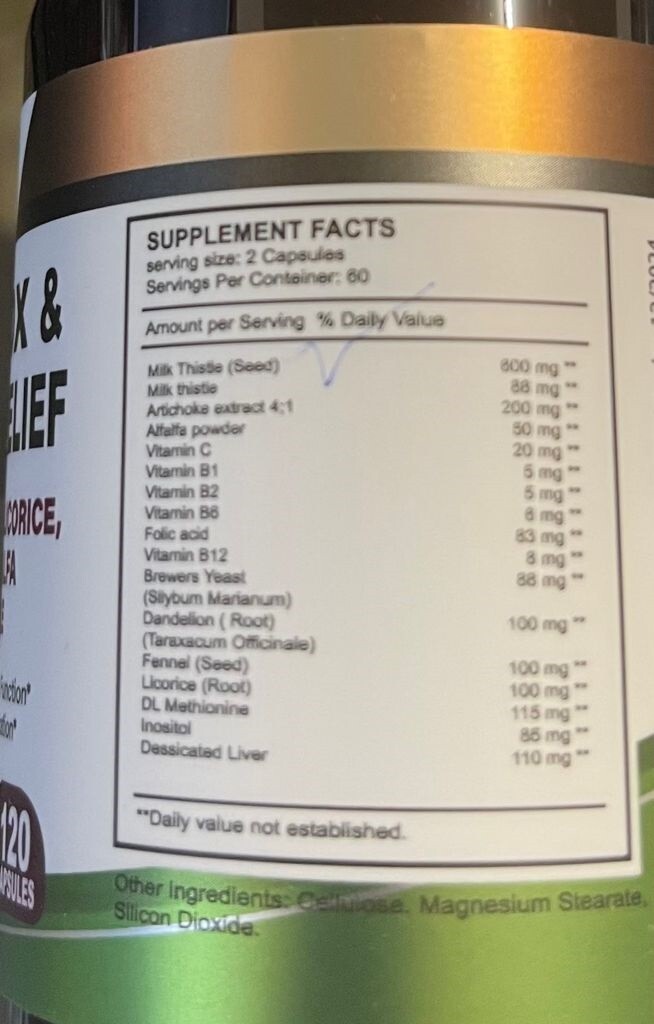 X &
LIEF
ICORICE,
LFA
unction*
tion*
120
APSULES
SUPPLEMENT FACTS
serving size: 2 Capsules
Servings Per Container: 60
Amount per Serving % Daily Value
Milk Thistle (Seed) 800 mg **
Milk thistle 88 mg **
Artichoke extract 4:1 200 mg **
Alfalfa powder 50 mg **
Vitamin C 20 mg **
Vitamin B1 5 mg **
Vitamin B2 5 mg **
Vitamin B6 8 mg **
Folic acid 83 mg **
Vitamin B12 8 mg **
Brewers Yeast 88 mg **
(Silybum Marianum)
Dandelion ( Root) 100 mg **
(Taraxacum Officinale)
Fennel (Seed) 100 mg **
Licorice (Root) 100 mg **
DL Methionine 115 mg **
Inositol 85 mg **
Dessicated Liver 110 mg **
**Daily value not established.
Other Ingredients: Cellulose, Magnesium Stearate,
Silicon Dioxide.